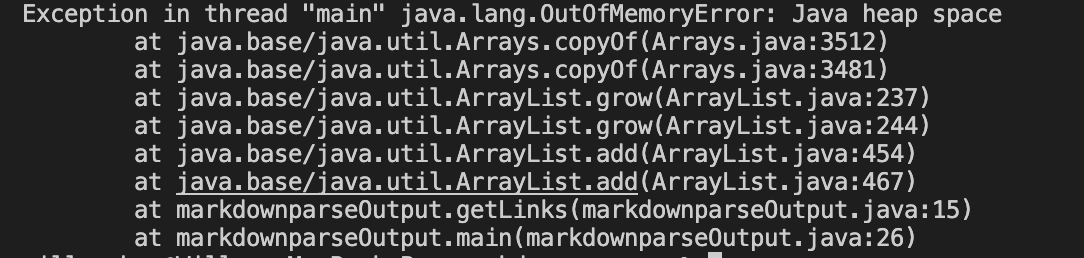 Exception in thread "main" java.lang.OutOfMemoryError: Java heap space
at java.base/java.util.Arrays.copyOf(Arrays.java:3512)
at java.base/java.util.Arrays.copyOf(Arrays.java:3481)
at java.base/java.util.ArrayList.grow(ArrayList.java:237)
at java.base/java.util.ArrayList.grow(ArrayList.java:244)
at java.base/java.util.ArrayList.add(ArrayList.java:454)
at java.base/java.util.ArrayList.add(ArrayList.java:467)
at markdownparseOutput.getLinks(markdownparseOutput.java:15)
at markdownparseOutput.main(markdownparseOutput.java:26)